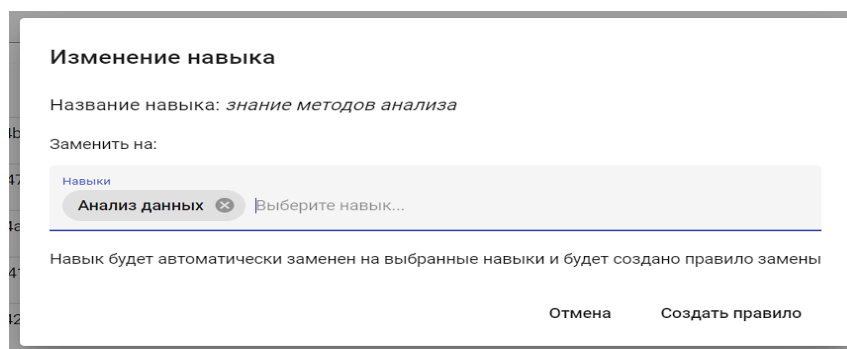 Изменение навыка
Название навыка: знание методов анализа
Заменить на:
Навыки
Анализ данных Выберите навык...
Навык будет автоматически заменен на выбранные навыки и будет создано правило замены
Отмена Создать правило